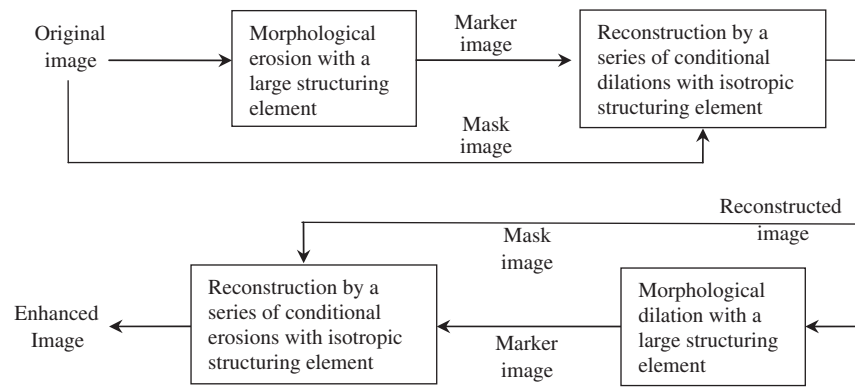 Original
image
Morphological
erosion with a
large structuring
element
Marker
image
Reconstruction by a
series of conditional
dilations with isotropic
structuring element
Mask
image
Reconstructed
image
Mask
image
Enhanced
Image
Reconstruction by a
series of conditional
erosions with isotropic
structuring element
Marker
image
Morphological
dilation with a
large structuring
element